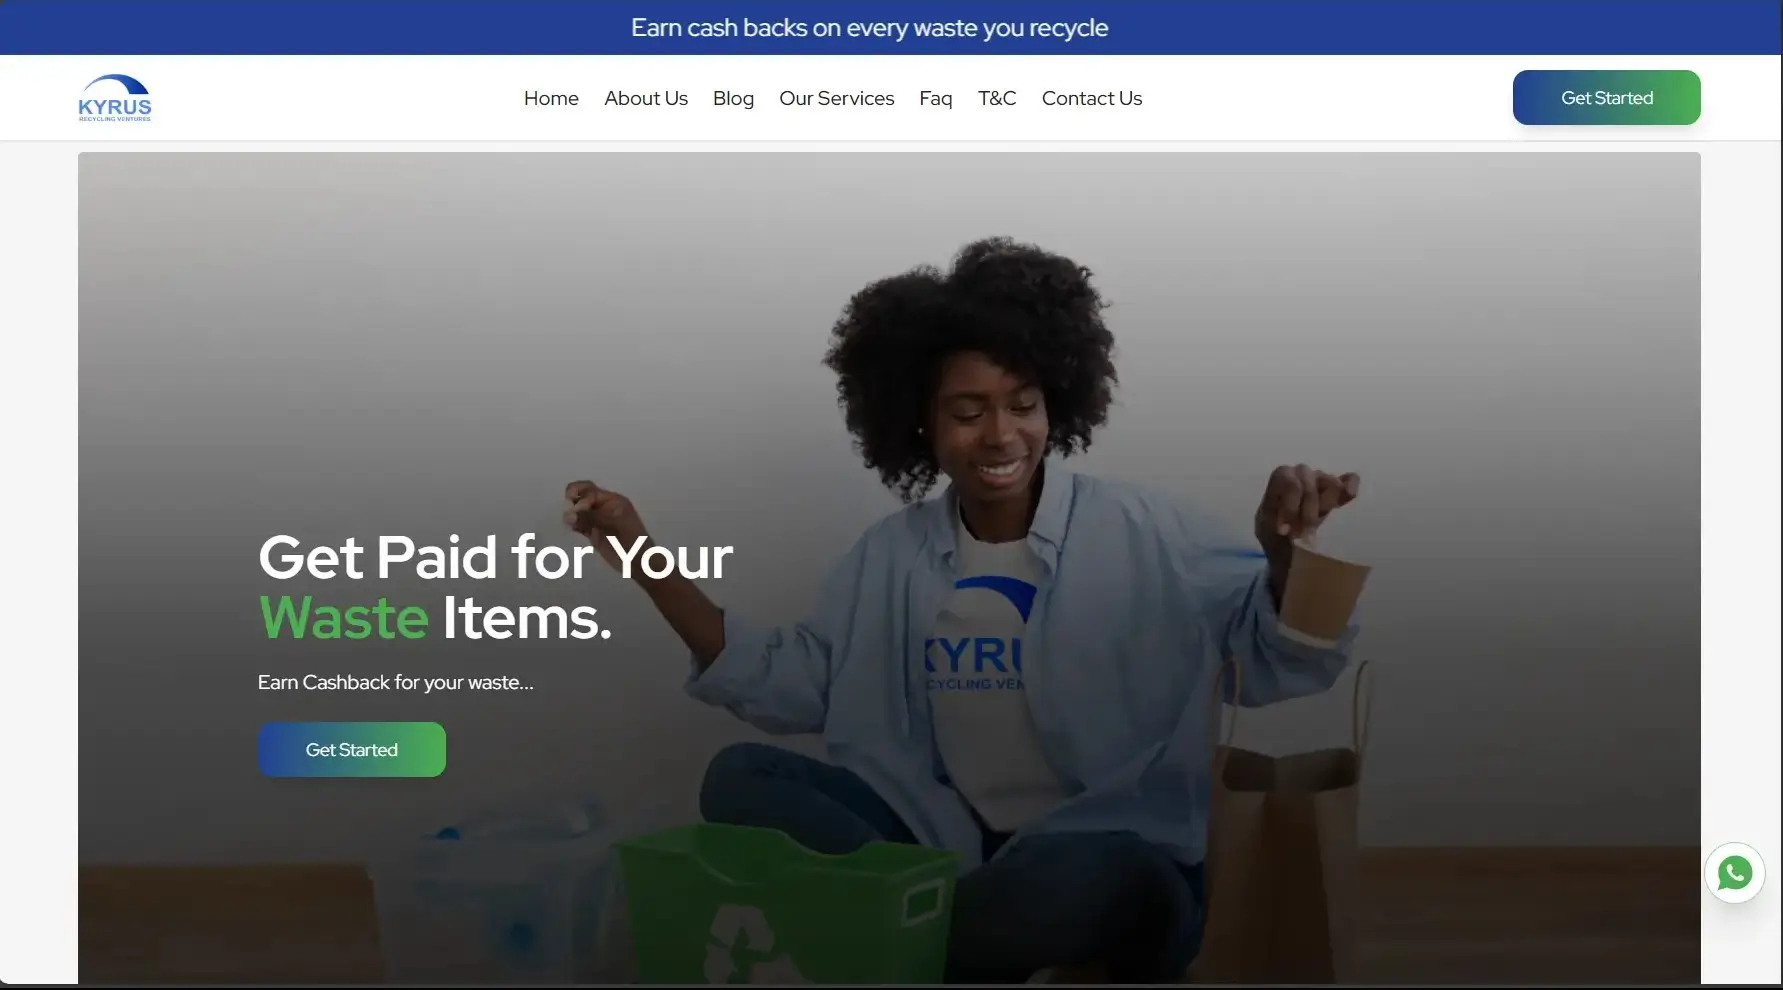 Earn cash backs on every waste you recycle
KYRUS
RECYCLING VENTURES
Home About Us Blog Our Services Faq T&C Contact Us
Get Started
Get Paid for Your
Waste Items.
Earn Cashback for your waste...
Get Started
KYRU
CYCLING VEN